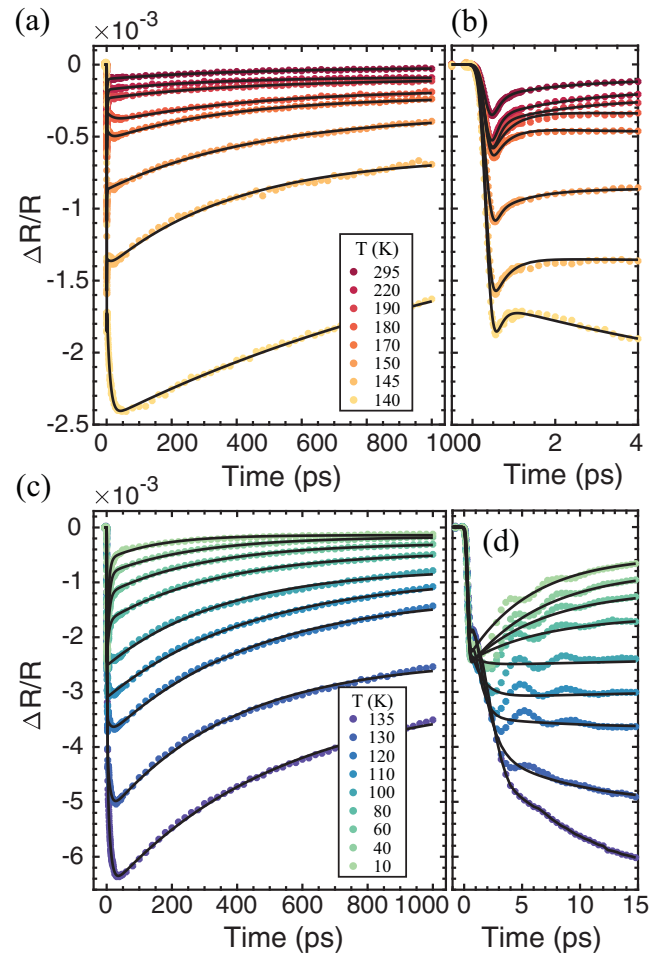 (a)
×10⁻³
0
-0.5
-1
-1.5
-2
-2.5
ΔR/R
T (K)
295
220
190
180
170
150
145
140
0 200 400 600 800 1000
Time (ps)
(b)
0 2 4
Time (ps)
(c)
×10⁻³
0
-1
-2
-3
-4
-5
-6
ΔR/R
T (K)
135
130
120
110
100
80
60
40
10
0 200 400 600 800 1000
Time (ps)
(d)
0 5 10 15
Time (ps)